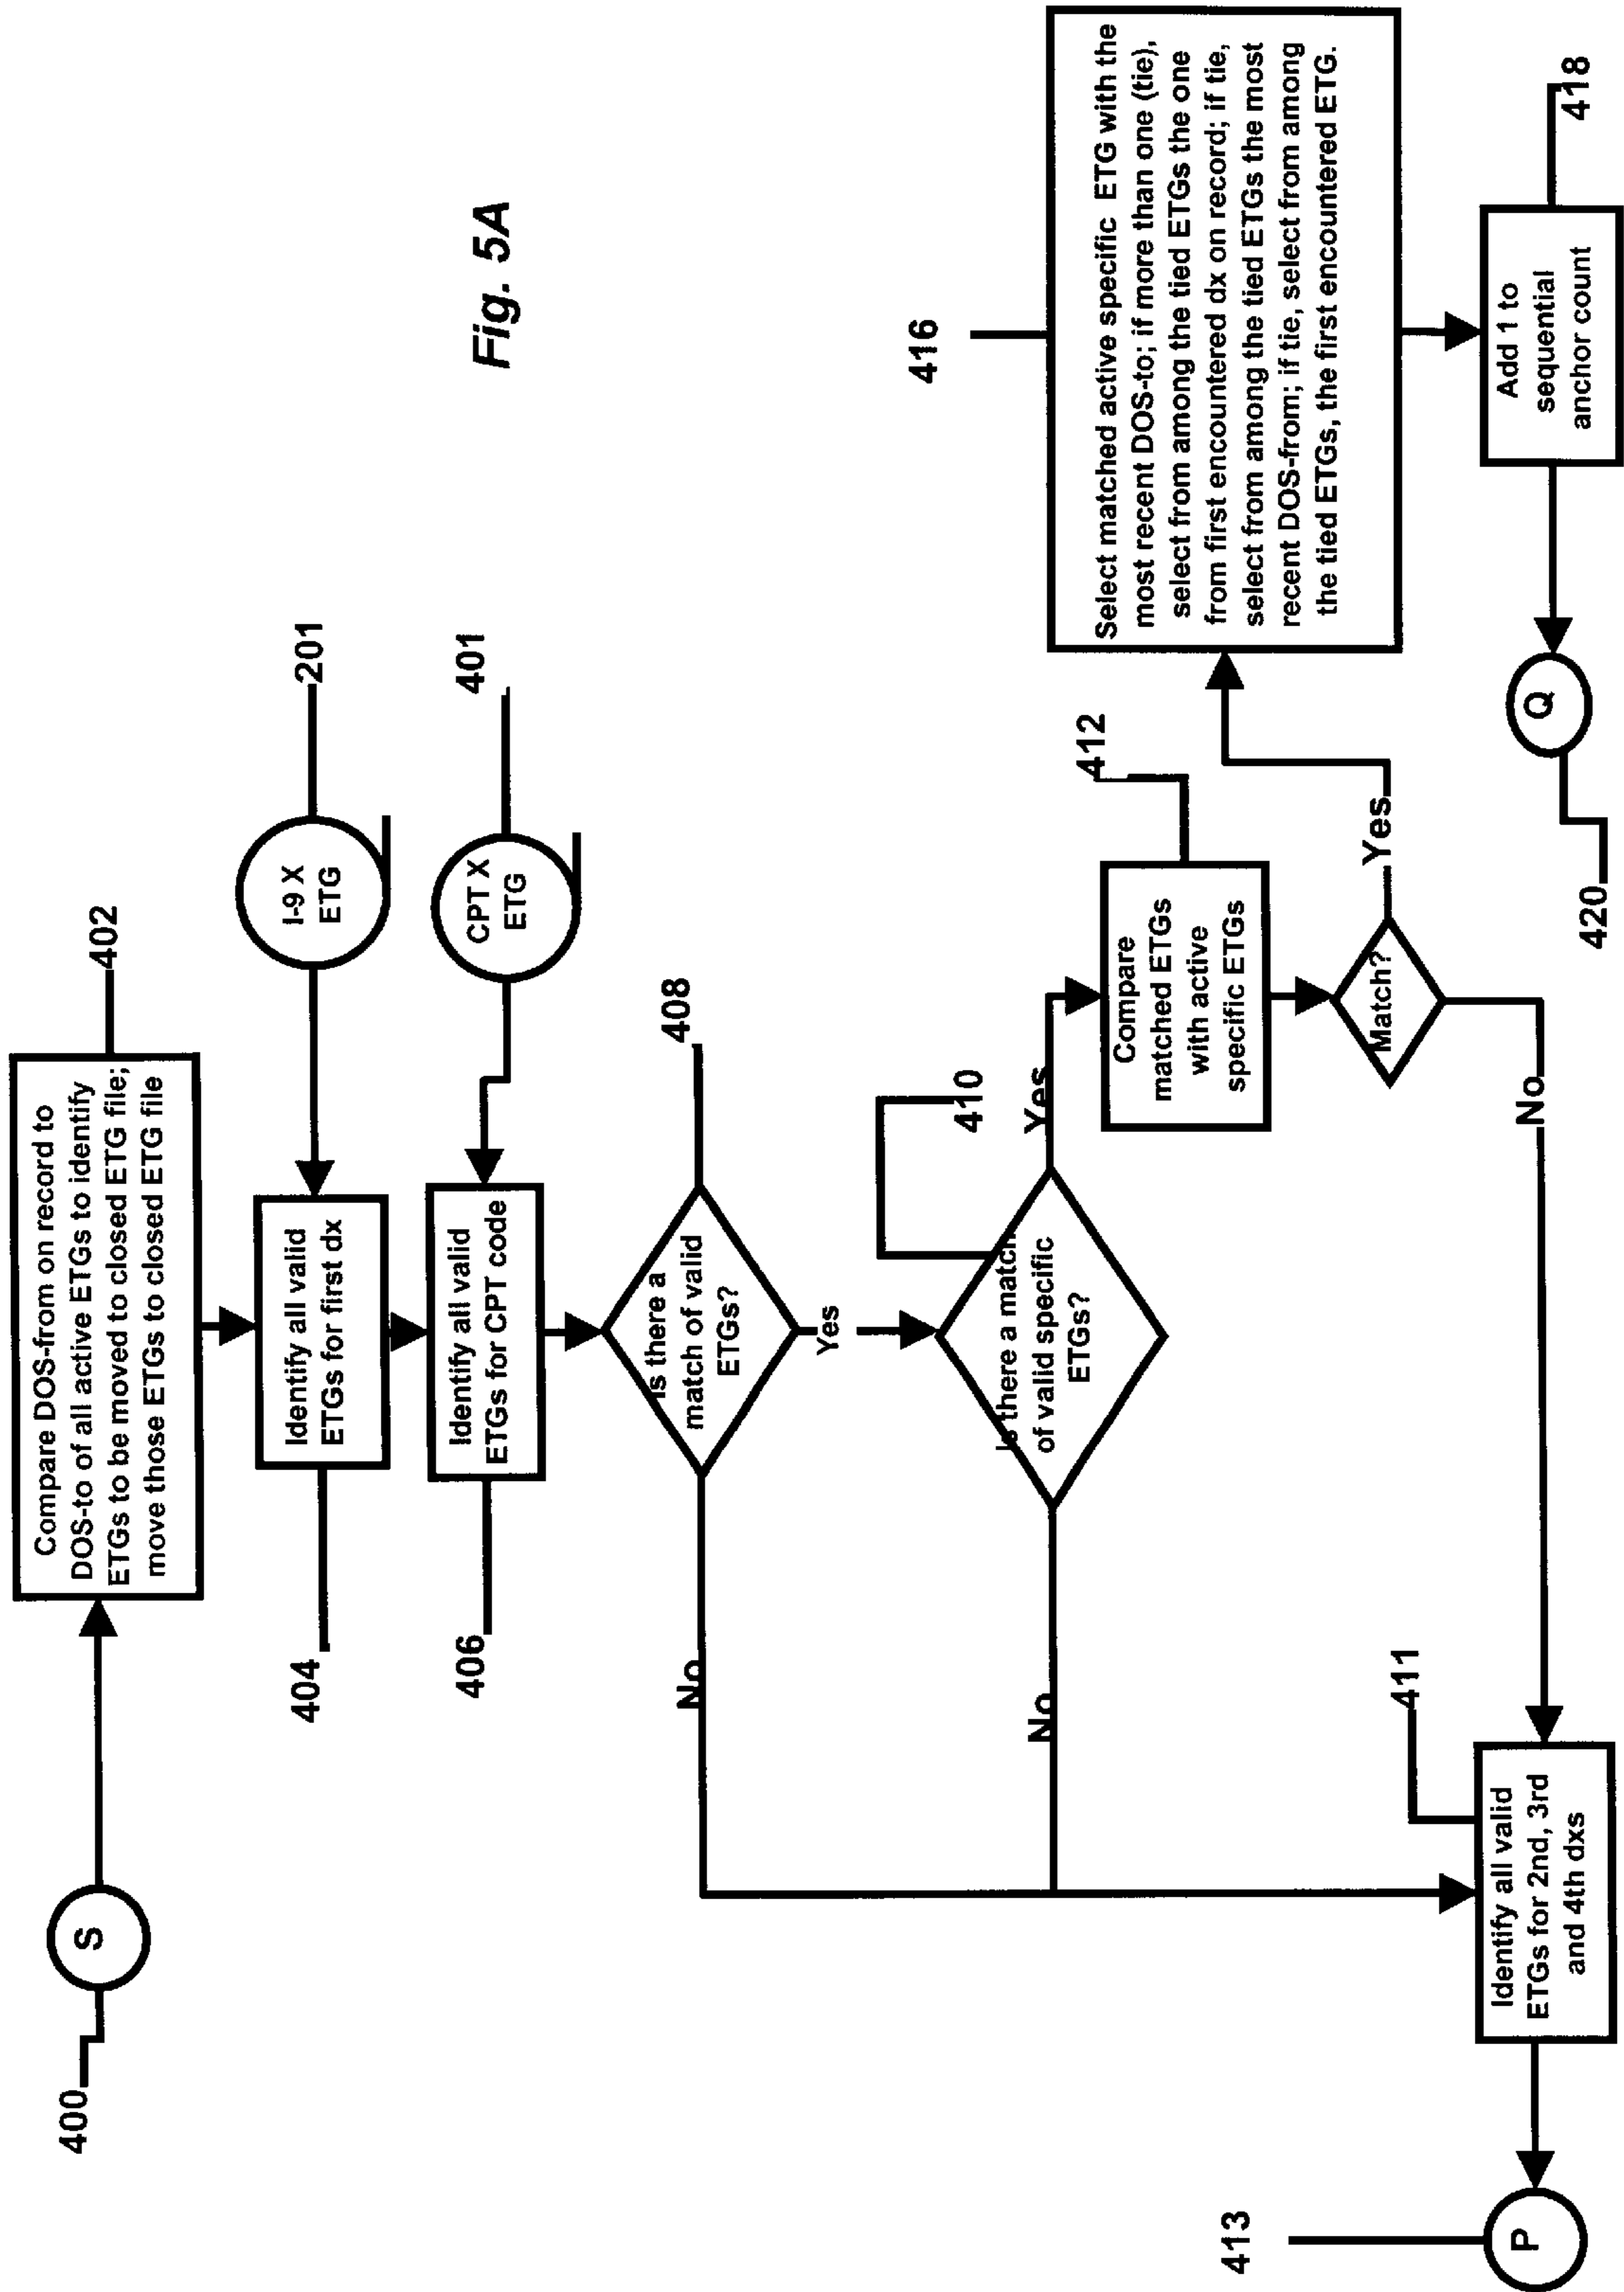 Fig. 5A
400
S
Compare DOS-from on record to
DOS-to of all active ETGs to identify
ETGs to be moved to closed ETG file;
move those ETGs to closed ETG file
402
404
Identify all valid
ETGs for first dx
I-9 X
ETG
201
406
Identify all valid
ETGs for CPT code
CPT X
ETG
401
Is there a
match of valid
ETGs?
408
No
Yes
Is there a match
of valid specific
ETGs?
410
No
Yes
Compare
matched ETGs
with active
specific ETGs
412
Match?
Yes
No
Select matched active specific ETG with the
most recent DOS-to; if more than one (tie),
select from among the tied ETGs the one
from first encountered dx on record; if tie,
select from among the tied ETGs the most
recent DOS-from; if tie, select from among
the tied ETGs, the first encountered ETG.
416
Add 1 to
sequential
anchor count
418
Q
420
Identify all valid
ETGs for 2nd, 3rd
and 4th dxs
411
P
413